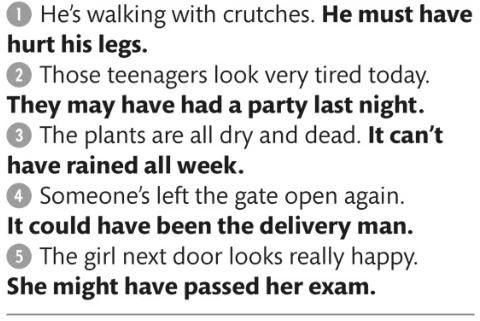 1 He’s walking with crutches. He must have
hurt his legs.
2 Those teenagers look very tired today.
They may have had a party last night.
3 The plants are all dry and dead. It can’t
have rained all week.
4 Someone’s left the gate open again.
It could have been the delivery man.
5 The girl next door looks really happy.
She might have passed her exam.